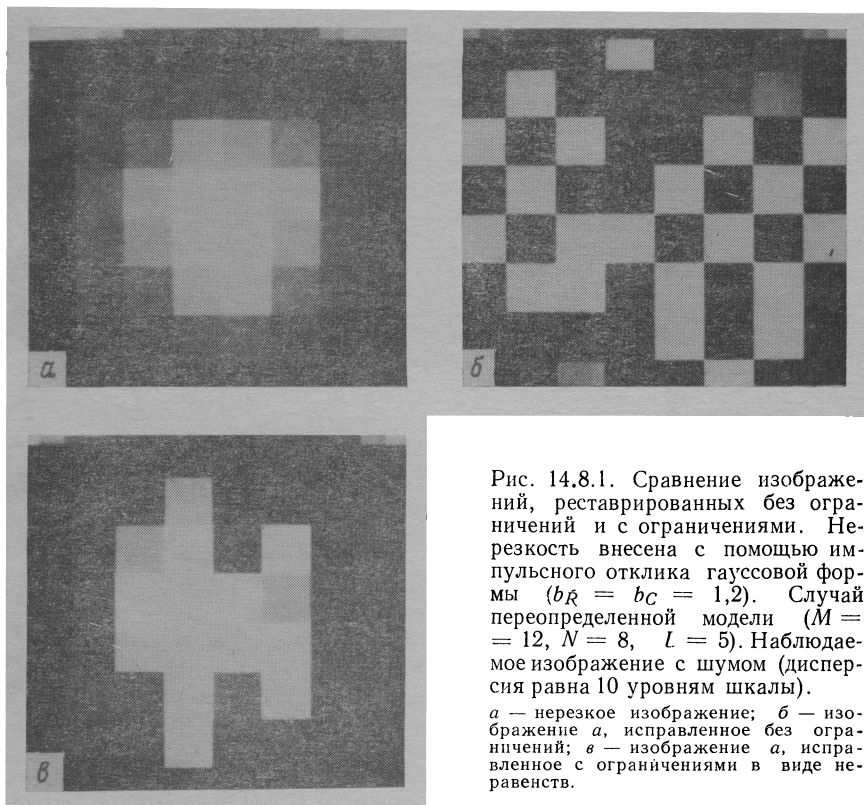 а
б
в
Рис. 14.8.1. Сравнение изображе-
ний, реставрированных без огра-
ничений и с ограничениями. Не-
резкость внесена с помощью им-
пульсного отклика гауссовой фор-
мы (bR = bC = 1,2). Случай
переопределенной модели (M =
= 12, N = 8, L = 5). Наблюдае-
мое изображение с шумом (диспер-
сия равна 10 уровням шкалы).
а — нерезкое изображение; б — изо-
бражение а, исправленное без огра-
ничений; в — изображение а, испра-
вленное с ограничениями в виде не-
равенств.